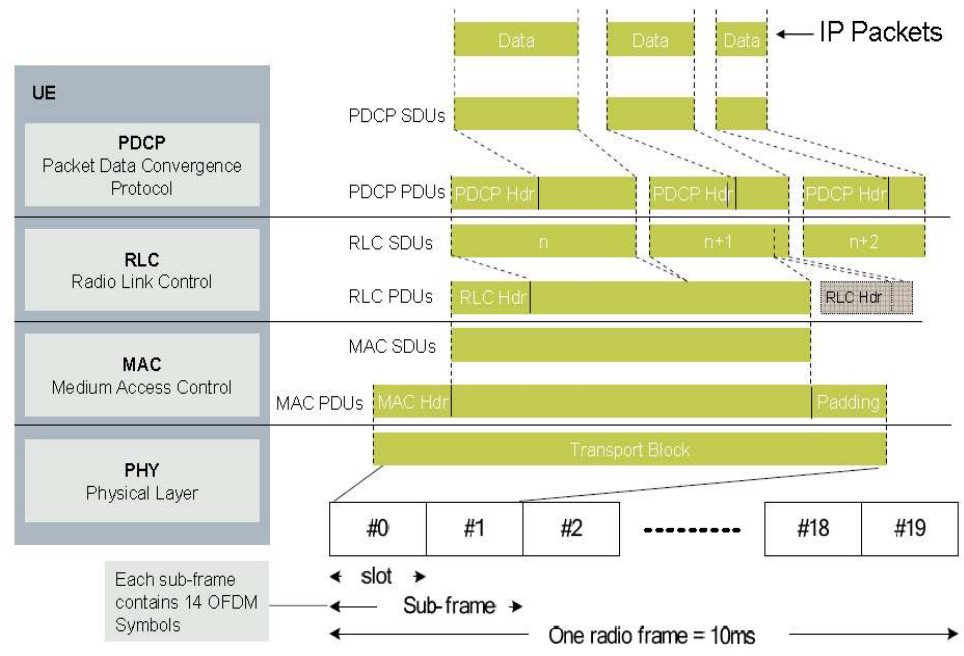 Data
Data
Data
IP Packets
UE
PDCP SDUs
PDCP
Packet Data Convergence
Protocol
PDCP PDUs
PDCP Hdr
PDCP Hdr
PDCP Hdr
RLC SDUs
n
n+1
n+2
RLC
Radio Link Control
RLC PDUs
RLC Hdr
RLC Hdr
MAC SDUs
MAC
Medium Access Control
MAC PDUs
MAC Hdr
Padding
Transport Block
PHY
Physical Layer
#0
#1
#2
#18
#19
slot
Each sub-frame
contains 14 OFDM
Symbols
Sub-frame
One radio frame = 10ms